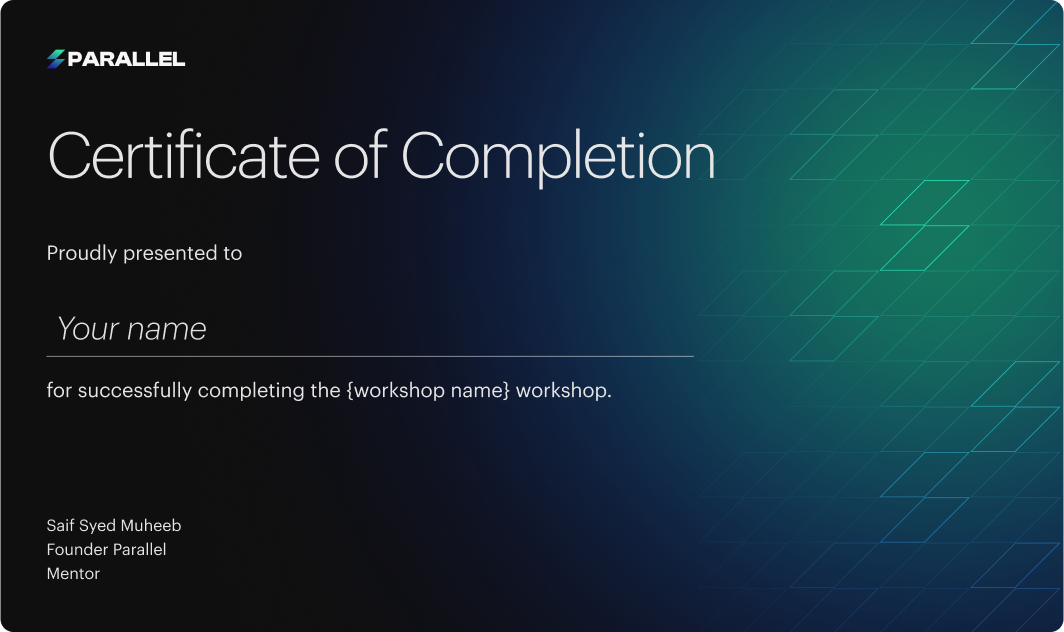 PARALLEL
Certificate of Completion
Proudly presented to
Your name
for successfully completing the {workshop name} workshop.
Saif Syed Muheeb
Founder Parallel
Mentor